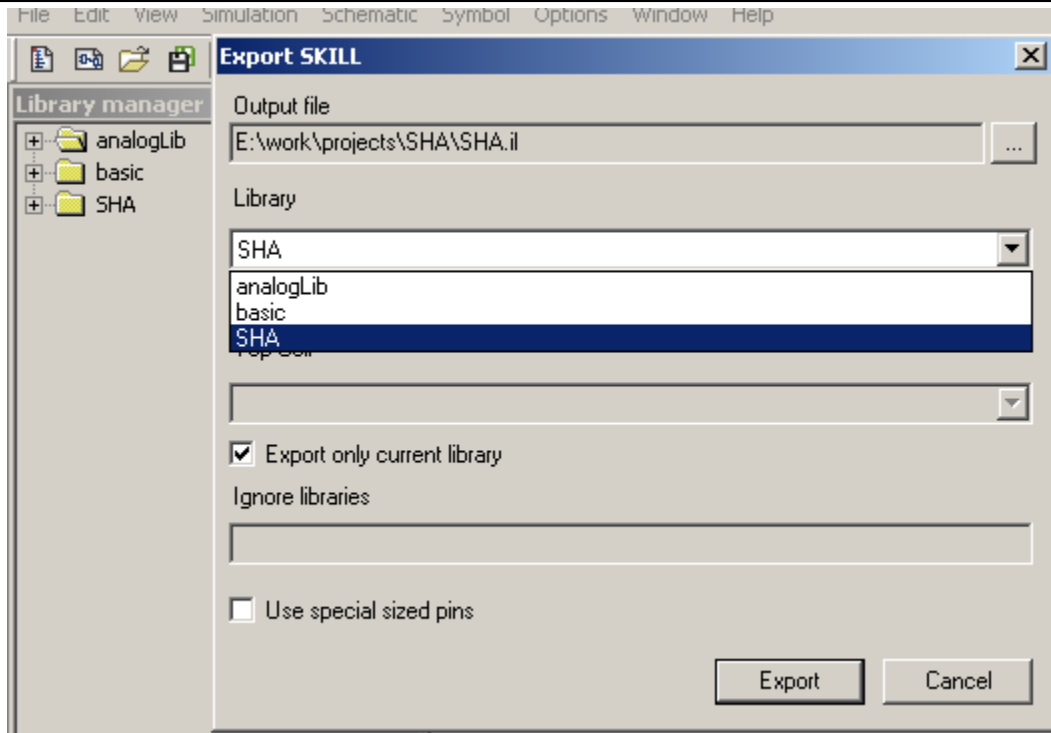 File Edit View Simulation Schematic Symbol Options Window Help
Export SKILL
Library manager
analogLib
basic
SHA
Output file
E:\work\projects\SHA\SHA.il
...
Library
SHA
analogLib
basic
SHA
Top Cell
Export only current library
Ignore libraries
Use special sized pins
Export
Cancel